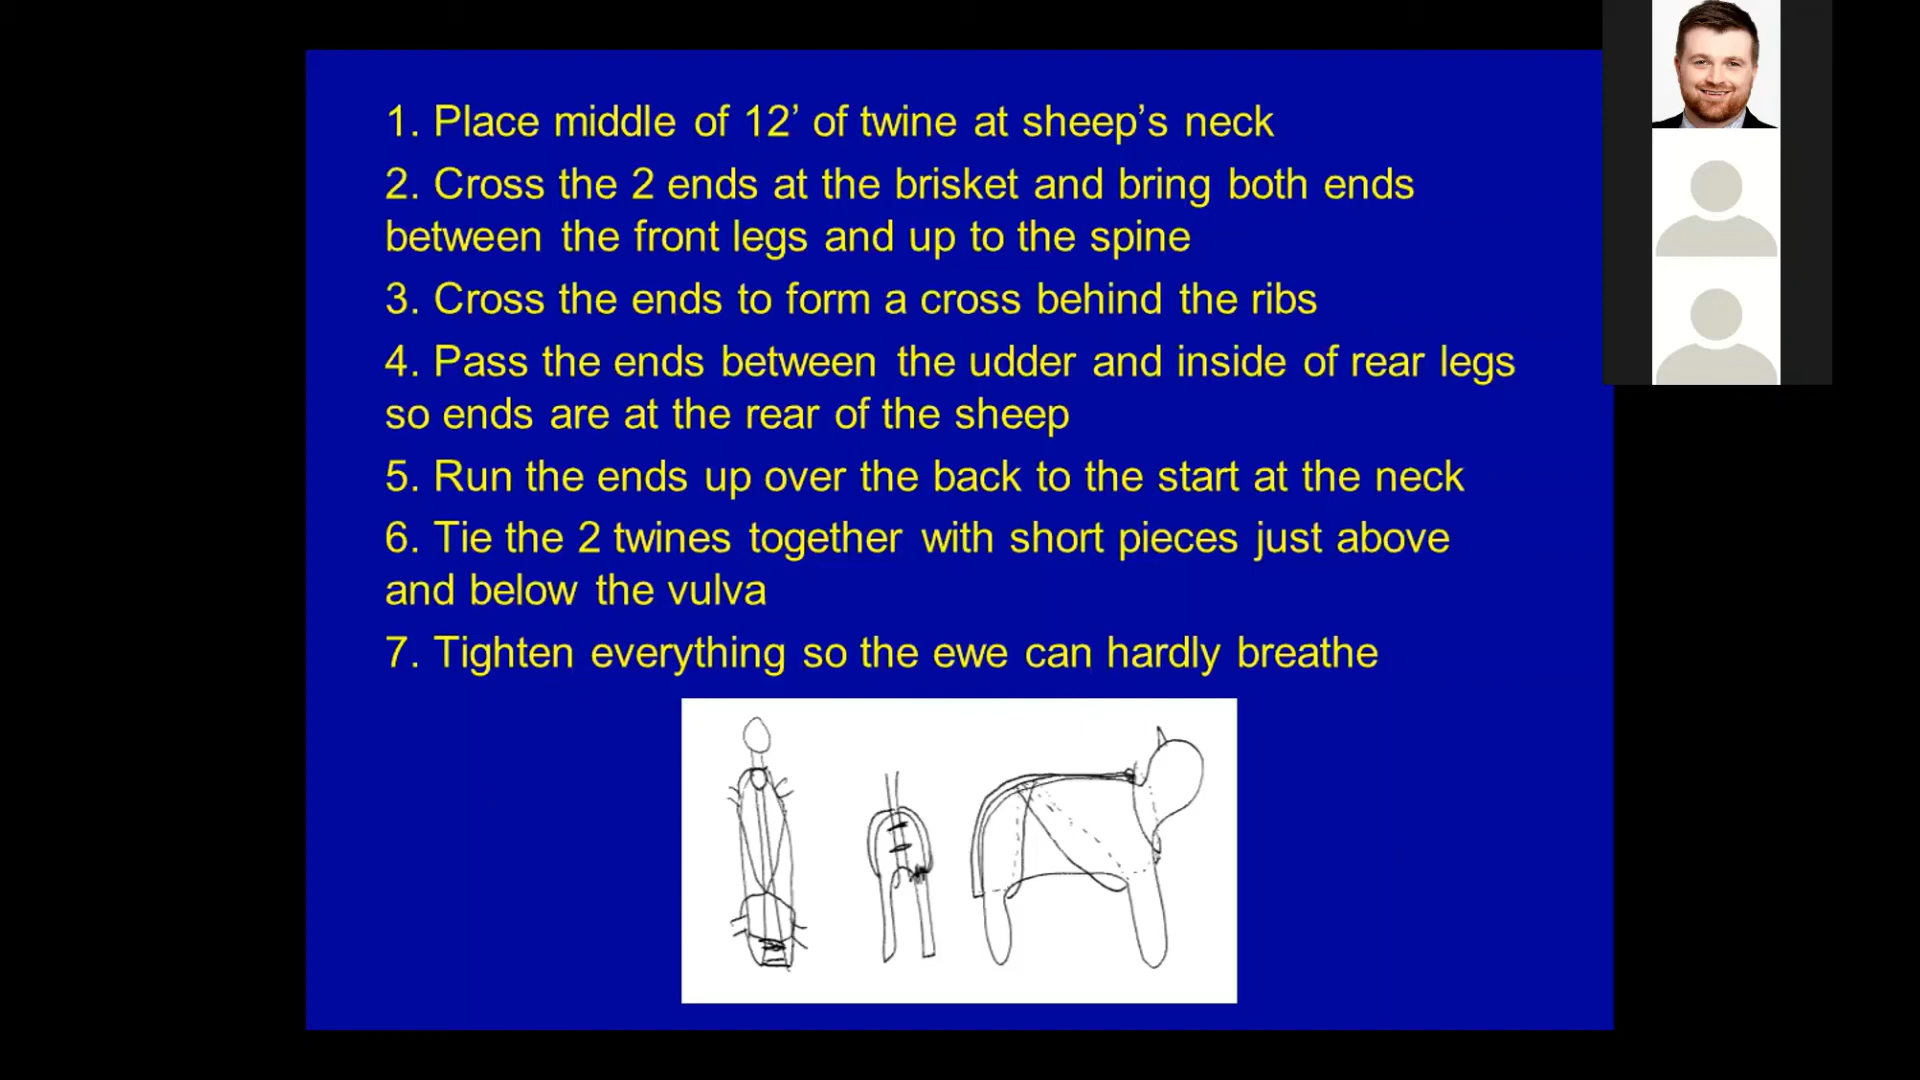 1. Place middle of 12’ of twine at sheep’s neck
2. Cross the 2 ends at the brisket and bring both ends
between the front legs and up to the spine
3. Cross the ends to form a cross behind the ribs
4. Pass the ends between the udder and inside of rear legs
so ends are at the rear of the sheep
5. Run the ends up over the back to the start at the neck
6. Tie the 2 twines together with short pieces just above
and below the vulva
7. Tighten everything so the ewe can hardly breathe